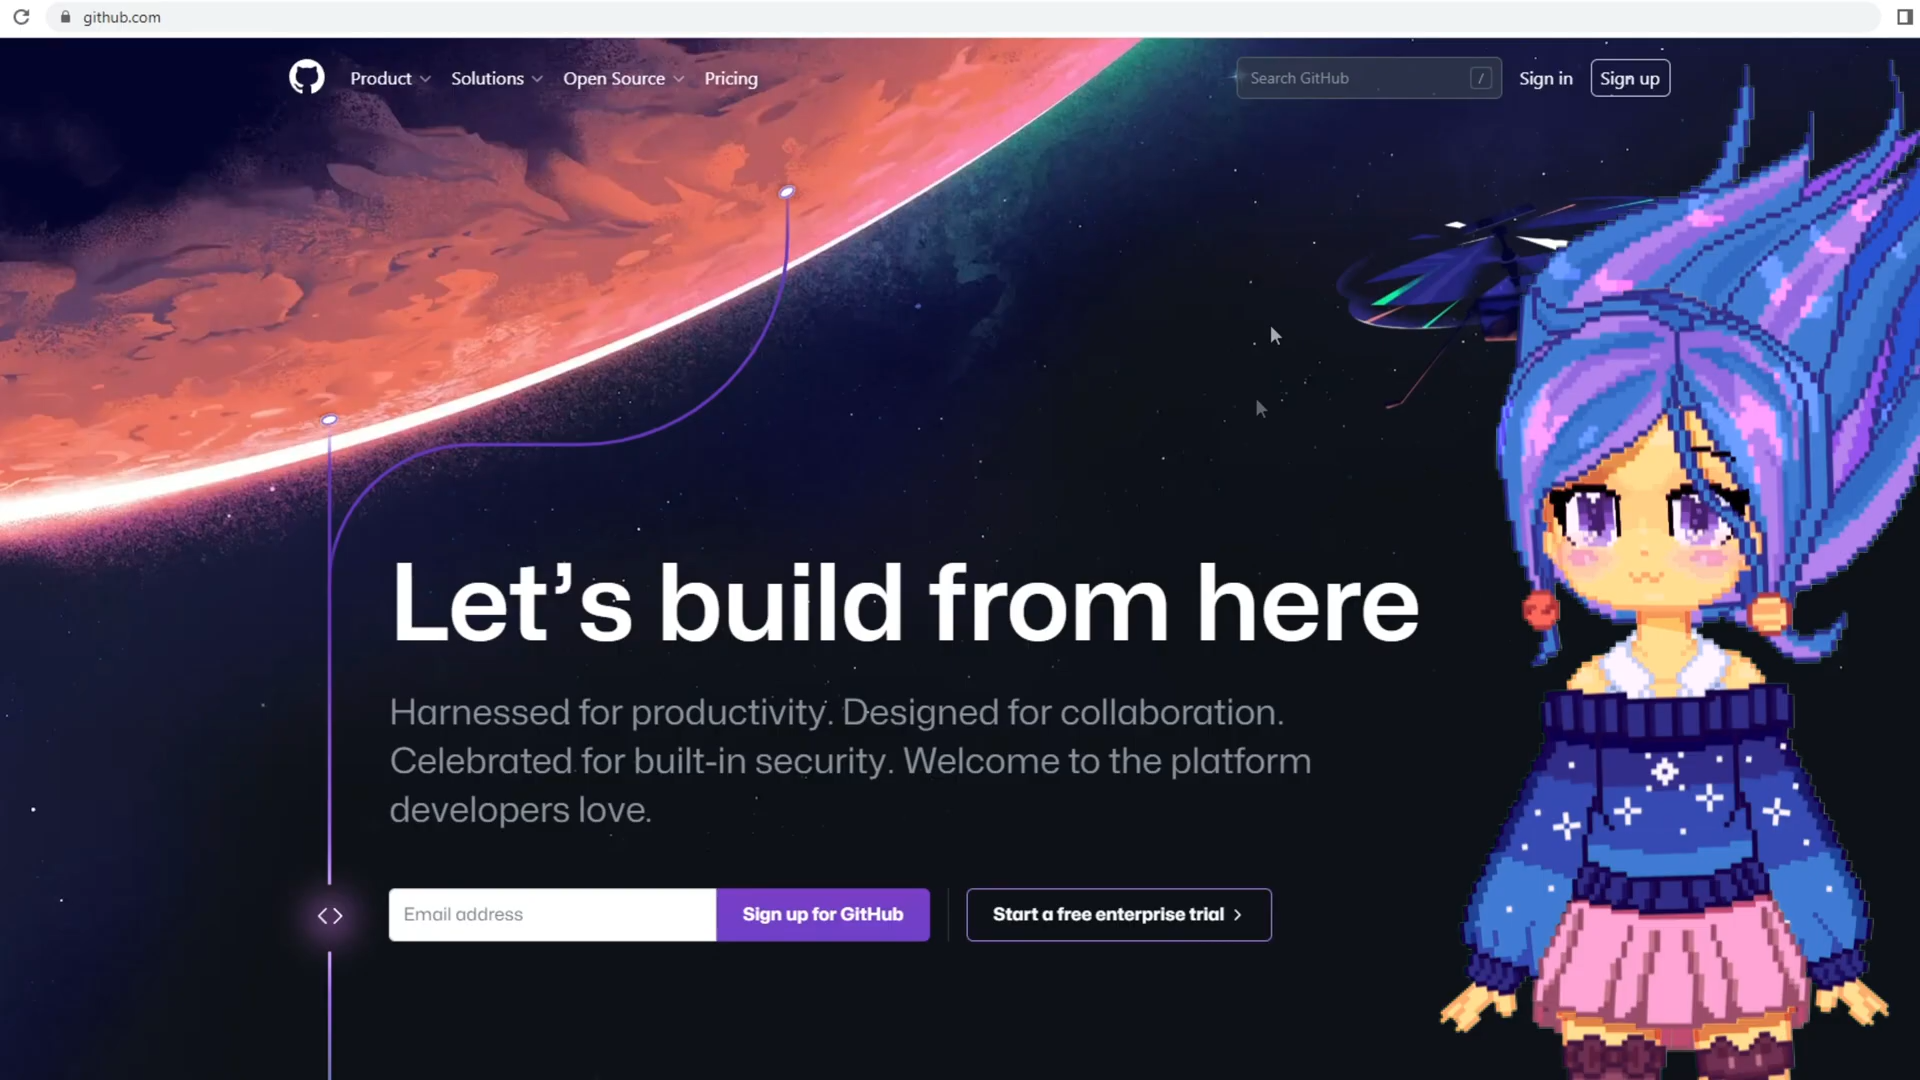 github.com
Product Solutions Open Source Pricing Search GitHub / Sign in Sign up
Let’s build from here
Harnessed for productivity. Designed for collaboration.
Celebrated for built-in security. Welcome to the platform
developers love.
Email address Sign up for GitHub Start a free enterprise trial